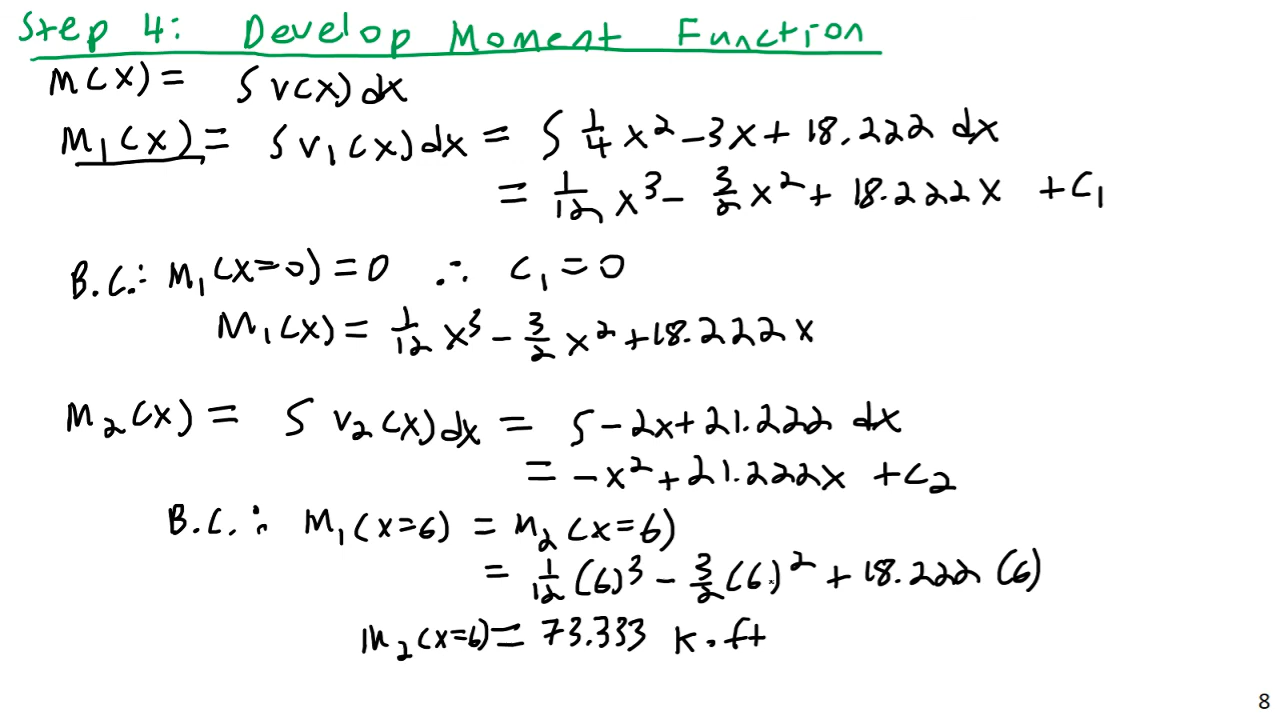 Step 4: Develop Moment Function
M(x) = ∫ V(x) dx
M₁(x) = ∫ V₁(x) dx = ∫ 1/4 x² - 3x + 18.222 dx
= 1/12 x³ - 3/2 x² + 18.222x + C₁
B.C.: M₁(x=0) = 0 ∴ C₁ = 0
M₁(x) = 1/12 x³ - 3/2 x² + 18.222x
M₂(x) = ∫ V₂(x) dx = ∫ -2x + 21.222 dx
= -x² + 21.222x + C₂
B.C.: M₁(x=6) = M₂(x=6)
= 1/12 (6)³ - 3/2 (6)² + 18.222 (6)
M₂(x=6) = 73.333 k·ft
8